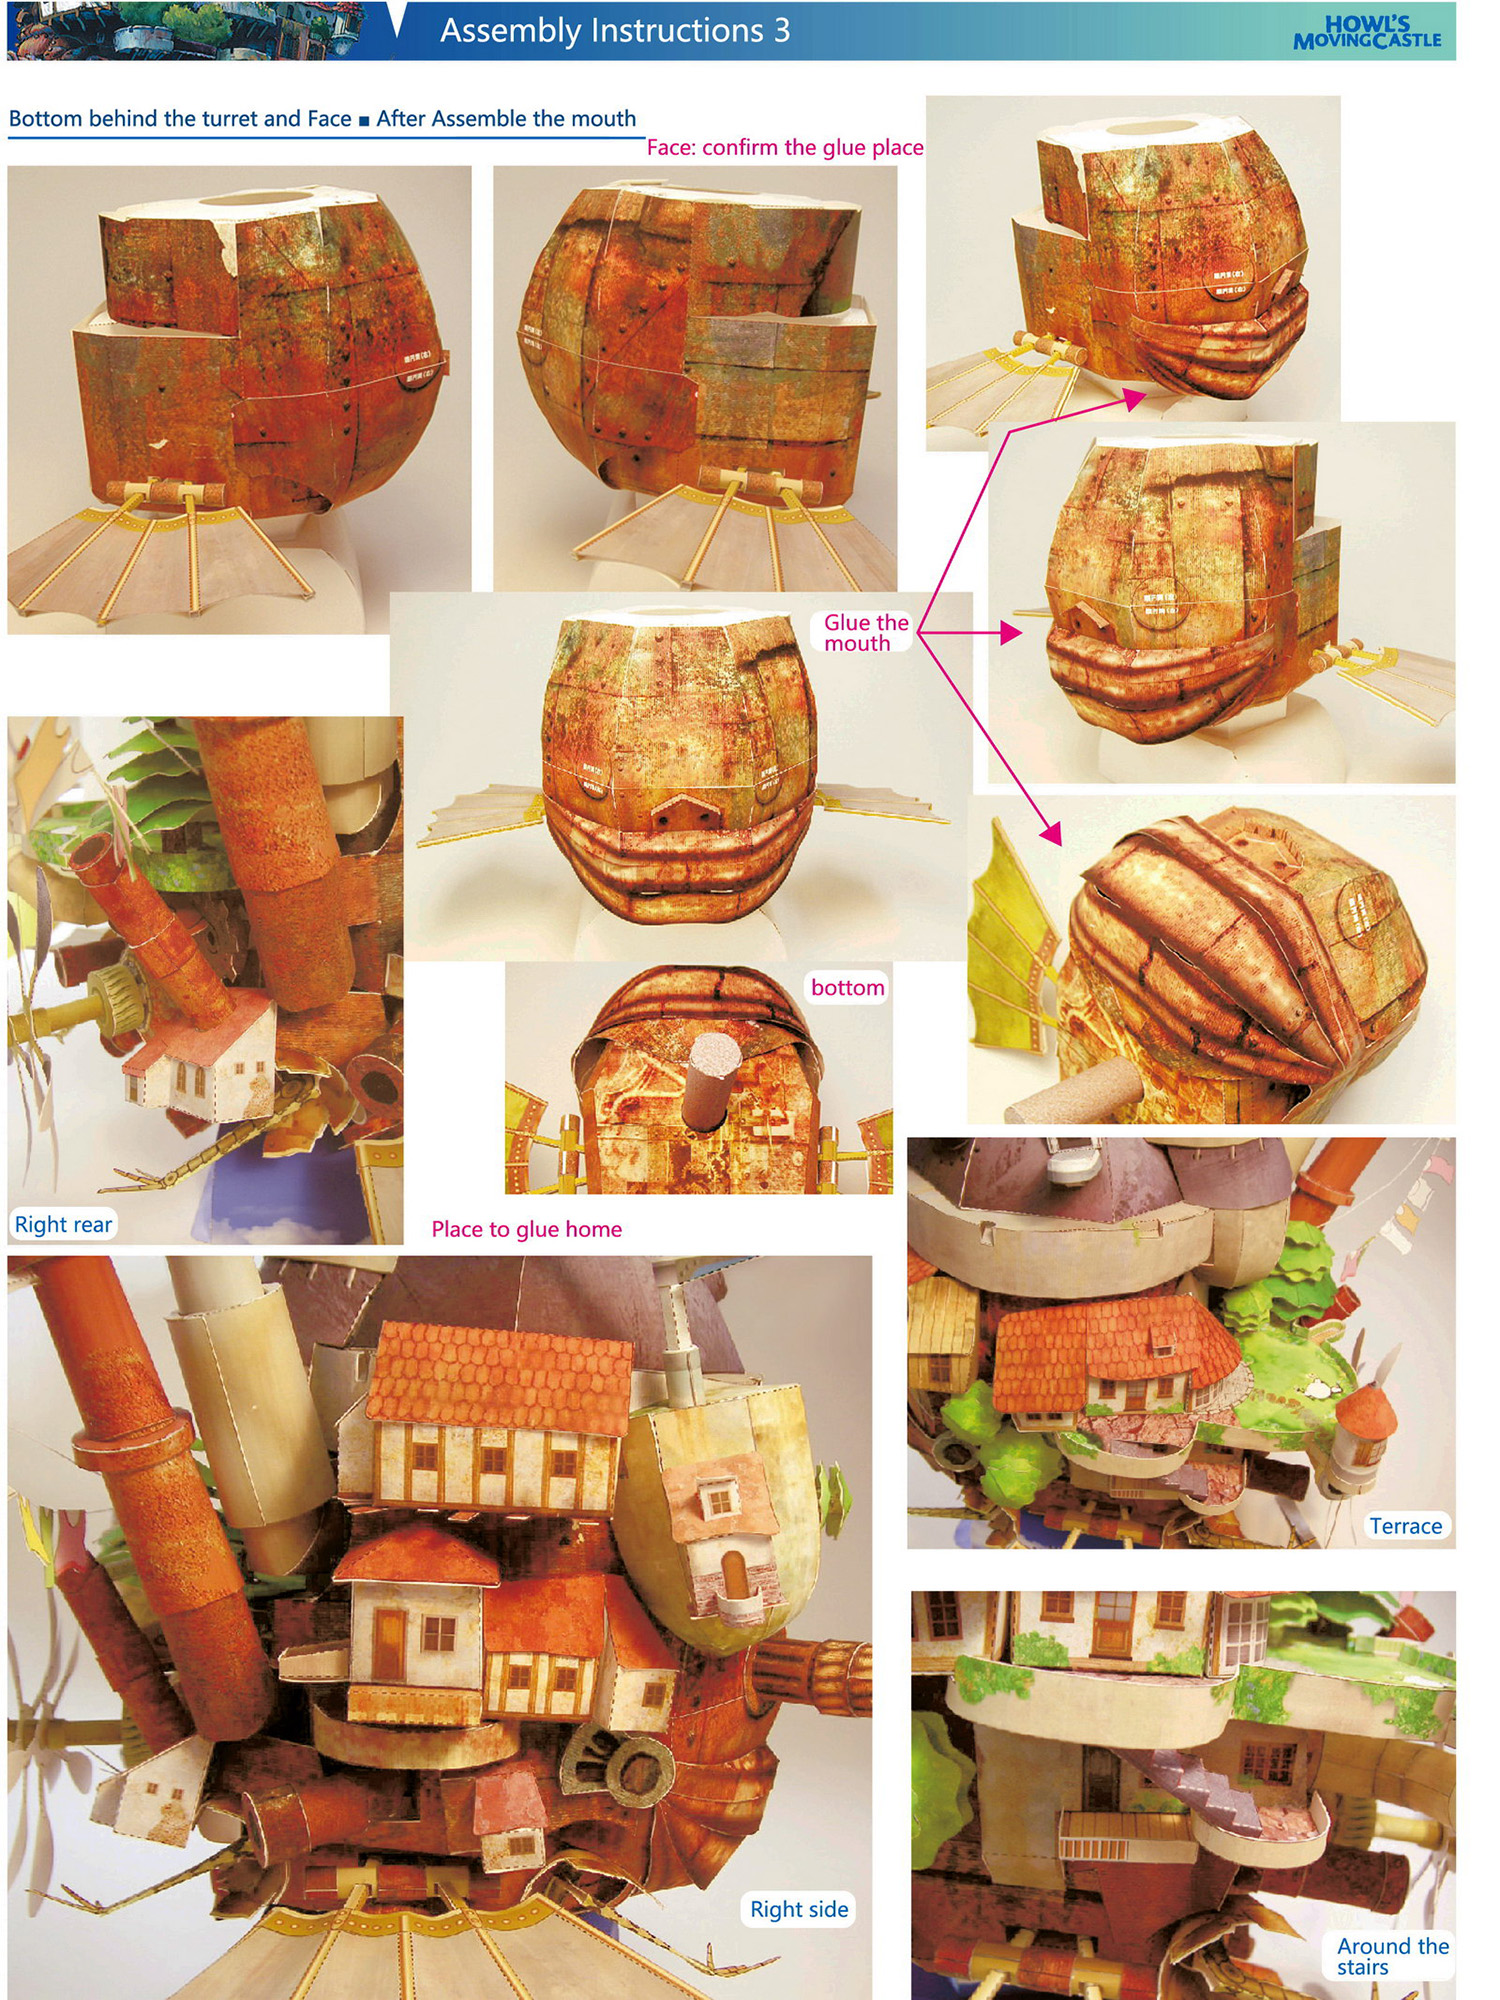 Assembly Instructions 3
HOWL'S
MOVING CASTLE
Bottom behind the turret and Face ■ After Assemble the mouth
Face: confirm the glue place
Glue the
mouth
bottom
Right rear
Place to glue home
Terrace
Right side
Around the
stairs